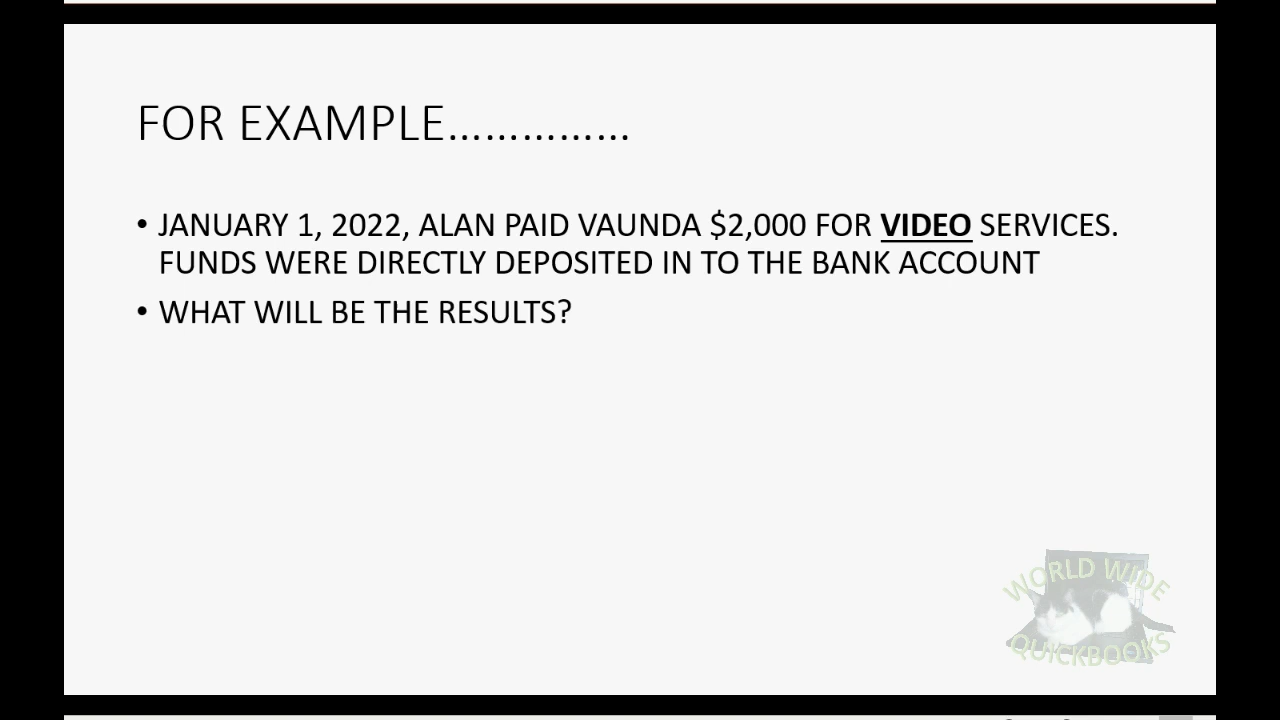 FOR EXAMPLE……………
• JANUARY 1, 2022, ALAN PAID VAUNDA $2,000 FOR VIDEO SERVICES.
FUNDS WERE DIRECTLY DEPOSITED IN TO THE BANK ACCOUNT
• WHAT WILL BE THE RESULTS?
WORLD WIDE
QUICKBOOKS